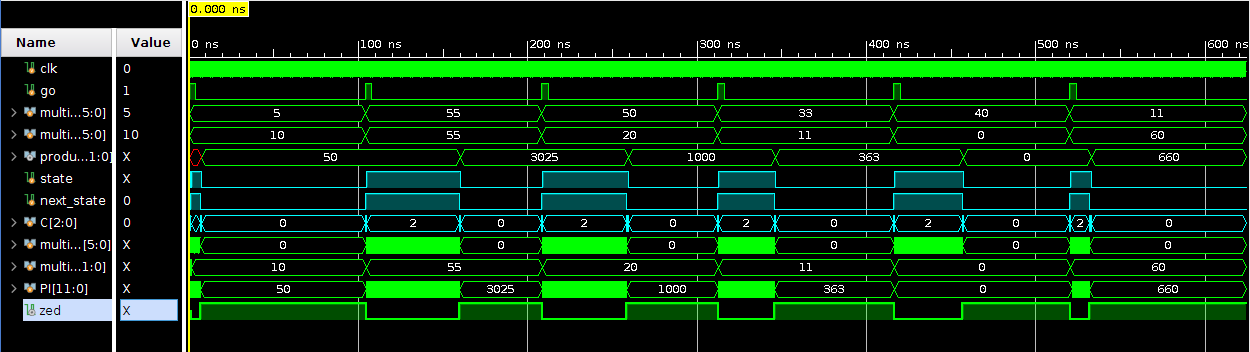 0.000 ns
Name Value
0 ns 100 ns 200 ns 300 ns 400 ns 500 ns 600 ns
clk 0
go 1
multi...5:0] 5 5 55 50 33 40 11
multi...5:0] 10 10 55 20 11 0 60
produ...1:0] X 50 3025 1000 363 0 660
state X
next_state 0
C[2:0] 0 0 2 0 2 0 2 0 2 0 2 0
multi...[5:0] X 0 0 0 0 0 0
multi...1:0] X 10 55 20 11 0 60
PI[11:0] X 50 3025 1000 363 0 660
zed X